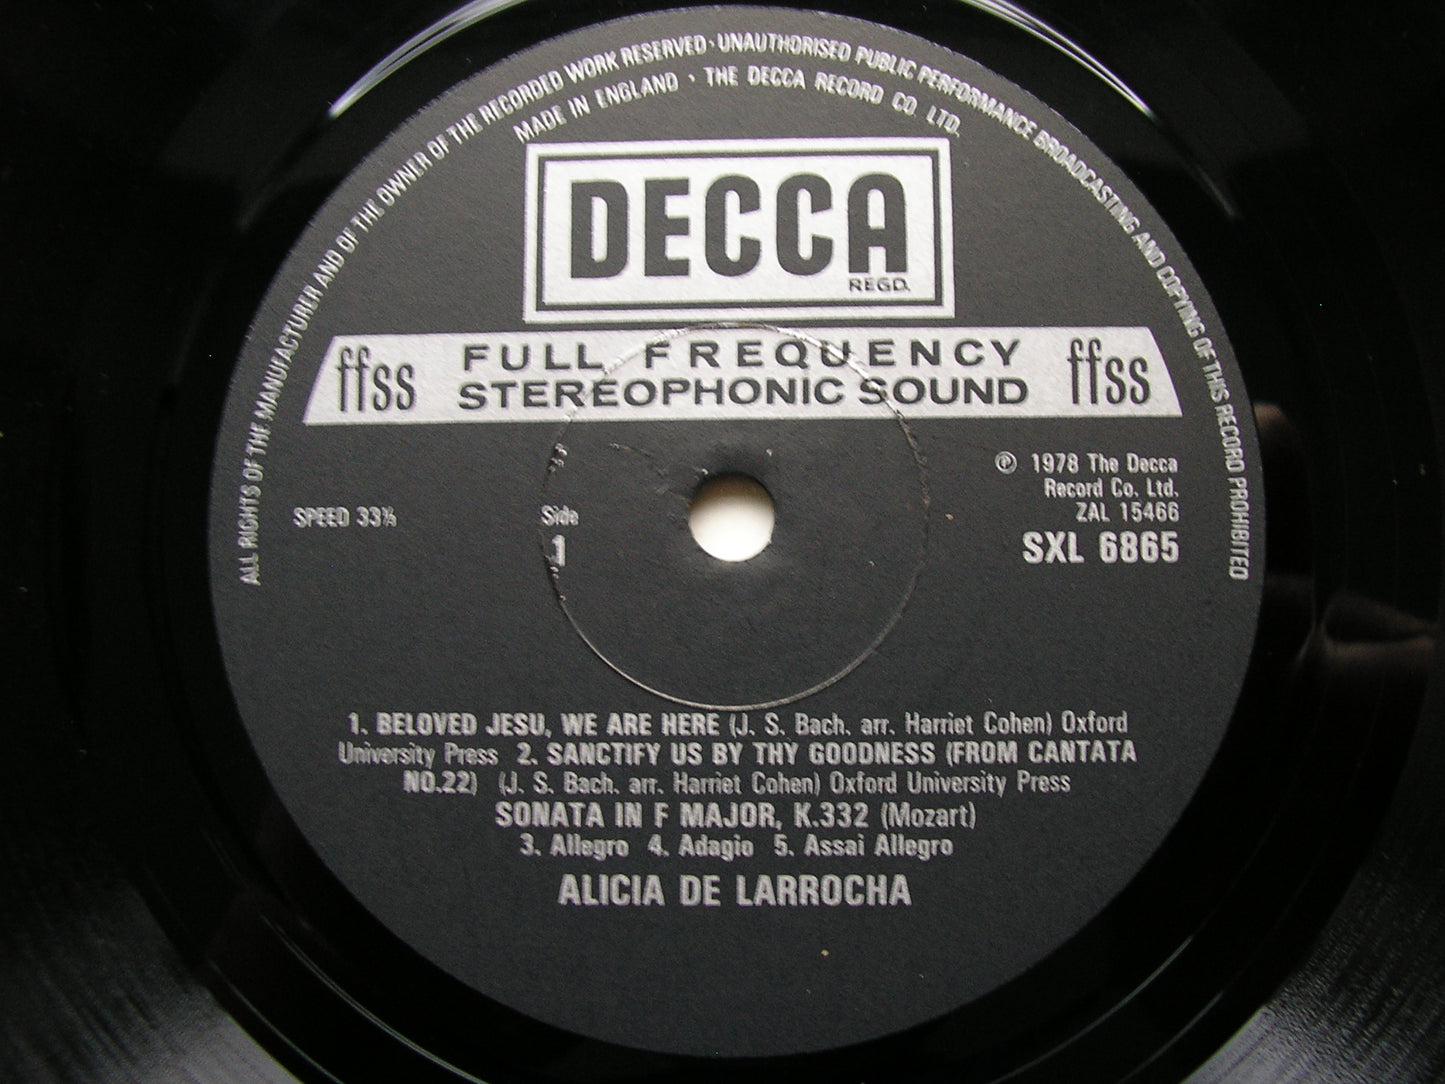 ALL RIGHTS OF THE MANUFACTURER AND OF THE OWNER OF THE RECORDED WORK RESERVED · UNAUTHORISED PUBLIC PERFORMANCE BROADCASTING AND COPYING OF THIS RECORD PROHIBITED
MADE IN ENGLAND · THE DECCA RECORD CO. LTD.
DECCA
REGD.
ffss FULL FREQUENCY ffss
STEREOPHONIC SOUND
℗ 1978 The Decca
Record Co. Ltd.
ZAL 15466
SXL 6865
SPEED 33⅓
Side
1
1. BELOVED JESU, WE ARE HERE (J. S. Bach. arr. Harriet Cohen) Oxford
University Press 2. SANCTIFY US BY THY GOODNESS (FROM CANTATA
NO.22) (J. S. Bach. arr. Harriet Cohen) Oxford University Press
SONATA IN F MAJOR, K.332 (Mozart)
3. Allegro 4. Adagio 5. Assai Allegro
ALICIA DE LARROCHA